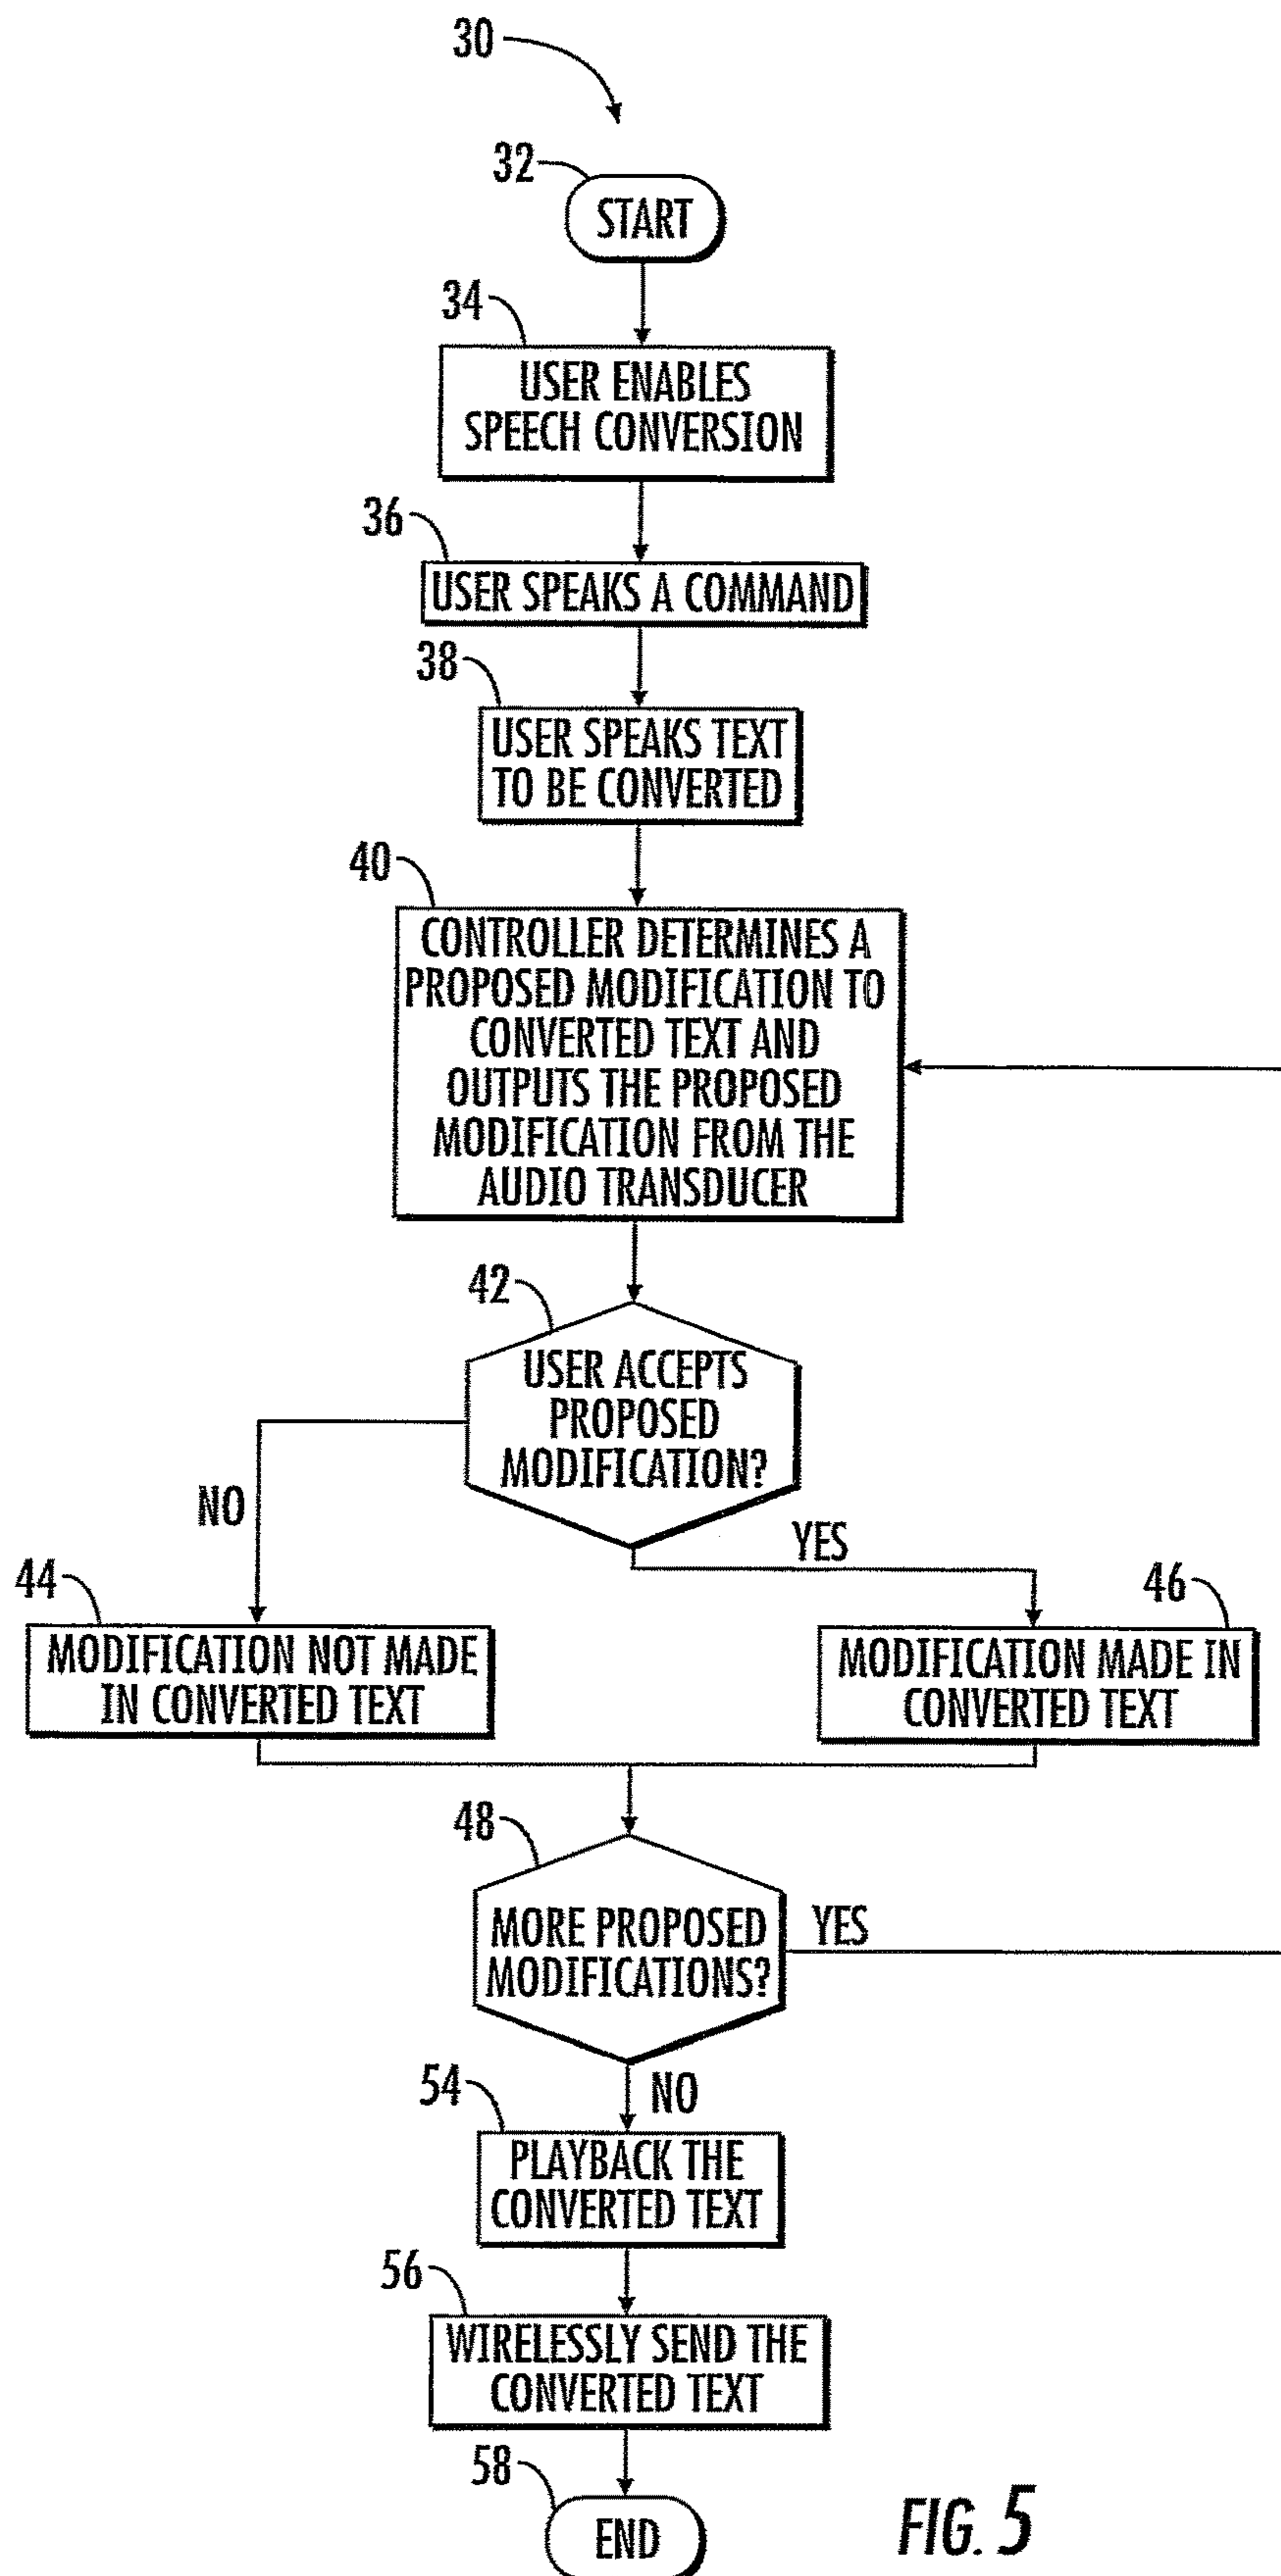 30
32
START
34
USER ENABLES
SPEECH CONVERSION
36
USER SPEAKS A COMMAND
38
USER SPEAKS TEXT
TO BE CONVERTED
40
CONTROLLER DETERMINES A
PROPOSED MODIFICATION TO
CONVERTED TEXT AND
OUTPUTS THE PROPOSED
MODIFICATION FROM THE
AUDIO TRANSDUCER
42
USER ACCEPTS
PROPOSED
MODIFICATION?
NO
YES
44
MODIFICATION NOT MADE
IN CONVERTED TEXT
46
MODIFICATION MADE IN
CONVERTED TEXT
48
MORE PROPOSED
MODIFICATIONS?
YES
NO
54
PLAYBACK THE
CONVERTED TEXT
56
WIRELESSLY SEND THE
CONVERTED TEXT
58
END
FIG. 5